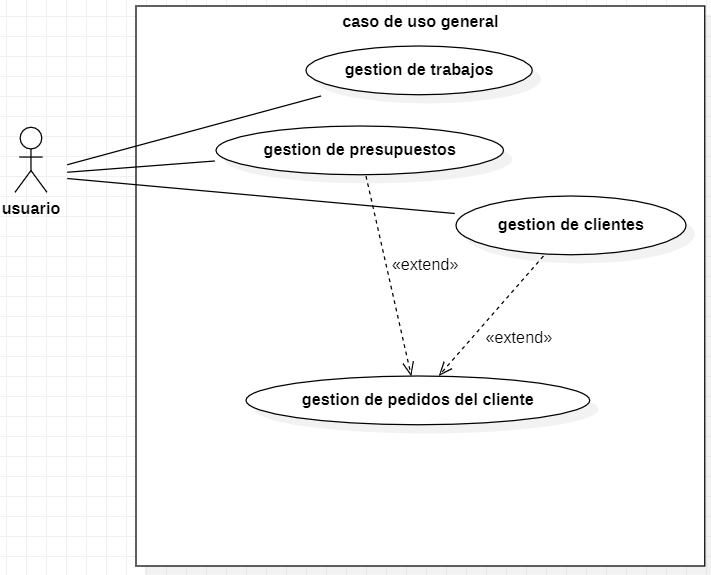 caso de uso general
gestion de trabajos
gestion de presupuestos
usuario
gestion de clientes
«extend»
«extend»
gestion de pedidos del cliente